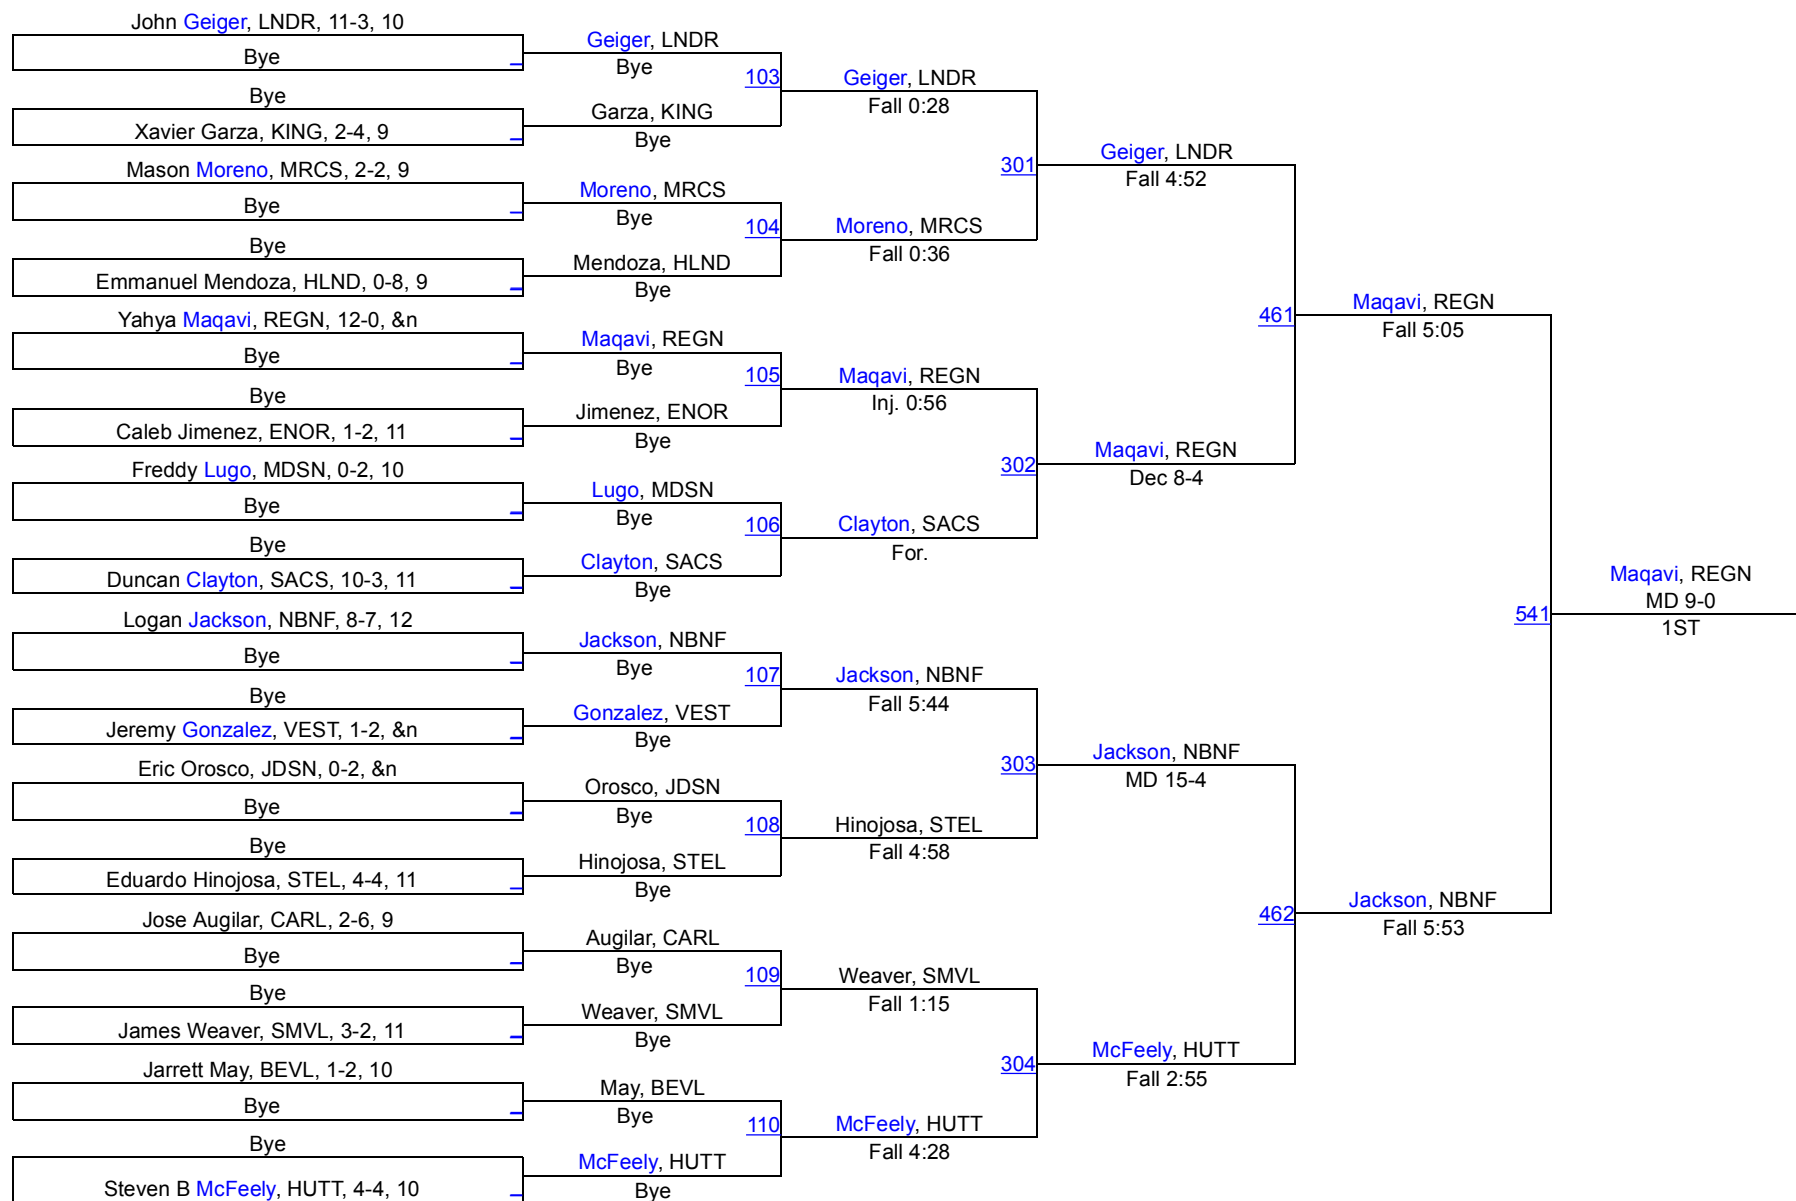 John Geiger, LNDR, 11-3, 10
Bye
Bye
Xavier Garza, KING, 2-4, 9
Mason Moreno, MRCS, 2-2, 9
Bye
Bye
Emmanuel Mendoza, HLND, 0-8, 9
Yahya Maqavi, REGN, 12-0, &n
Bye
Bye
Caleb Jimenez, ENOR, 1-2, 11
Freddy Lugo, MDSN, 0-2, 10
Bye
Bye
Duncan Clayton, SACS, 10-3, 11
Logan Jackson, NBNF, 8-7, 12
Bye
Bye
Jeremy Gonzalez, VEST, 1-2, &n
Eric Orosco, JDSN, 0-2, &n
Bye
Bye
Eduardo Hinojosa, STEL, 4-4, 11
Jose Augilar, CARL, 2-6, 9
Bye
Bye
James Weaver, SMVL, 3-2, 11
Jarrett May, BEVL, 1-2, 10
Bye
Bye
Steven B McFeely, HUTT, 4-4, 10
Geiger, LNDR
Bye
103
Garza, KING
Bye
Moreno, MRCS
Bye
104
Mendoza, HLND
Bye
Maqavi, REGN
Bye
105
Jimenez, ENOR
Bye
Lugo, MDSN
Bye
106
Clayton, SACS
Bye
Jackson, NBNF
Bye
107
Gonzalez, VEST
Bye
Orosco, JDSN
Bye
108
Hinojosa, STEL
Bye
Augilar, CARL
Bye
109
Weaver, SMVL
Bye
May, BEVL
Bye
110
McFeely, HUTT
Bye
Geiger, LNDR
Fall 0:28
301
Moreno, MRCS
Fall 0:36
Maqavi, REGN
Inj. 0:56
302
Clayton, SACS
For.
Jackson, NBNF
Fall 5:44
303
Hinojosa, STEL
Fall 4:58
Weaver, SMVL
Fall 1:15
304
McFeely, HUTT
Fall 4:28
Geiger, LNDR
Fall 4:52
461
Maqavi, REGN
Dec 8-4
Jackson, NBNF
MD 15-4
462
McFeely, HUTT
Fall 2:55
Maqavi, REGN
Fall 5:05
541
Jackson, NBNF
Fall 5:53
Maqavi, REGN
MD 9-0
1ST